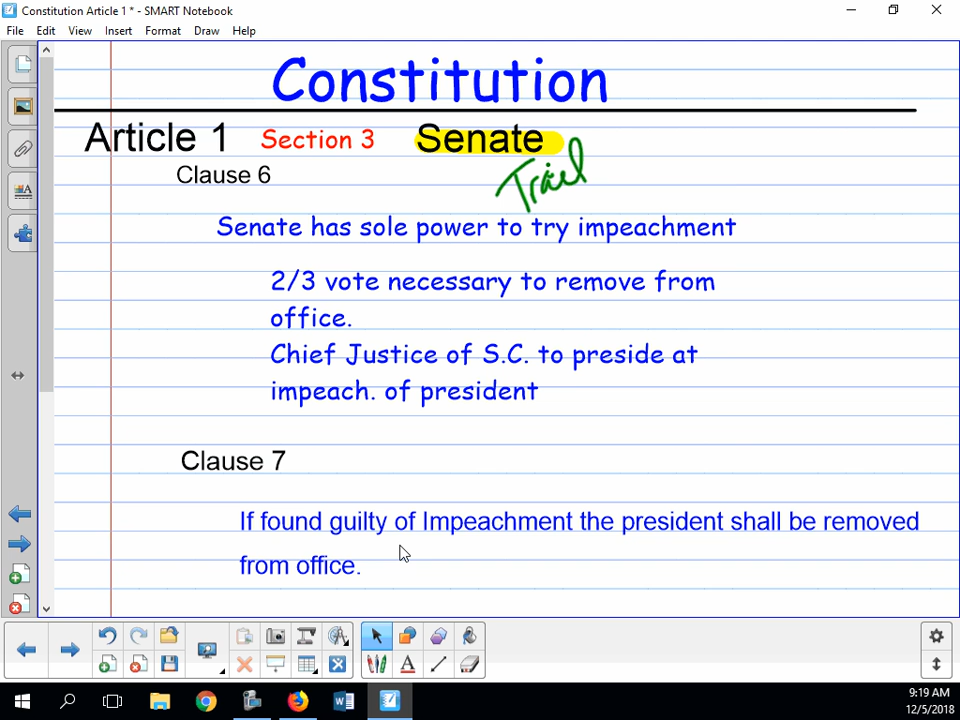 Constitution Article 1 * - SMART Notebook
File Edit View Insert Format Draw Help
Constitution
Article 1 Section 3 Senate
Trial
Clause 6
Senate has sole power to try impeachment
2/3 vote necessary to remove from
office.
Chief Justice of S.C. to preside at
impeach. of president
Clause 7
If found guilty of Impeachment the president shall be removed
from office.
9:19 AM
12/5/2018